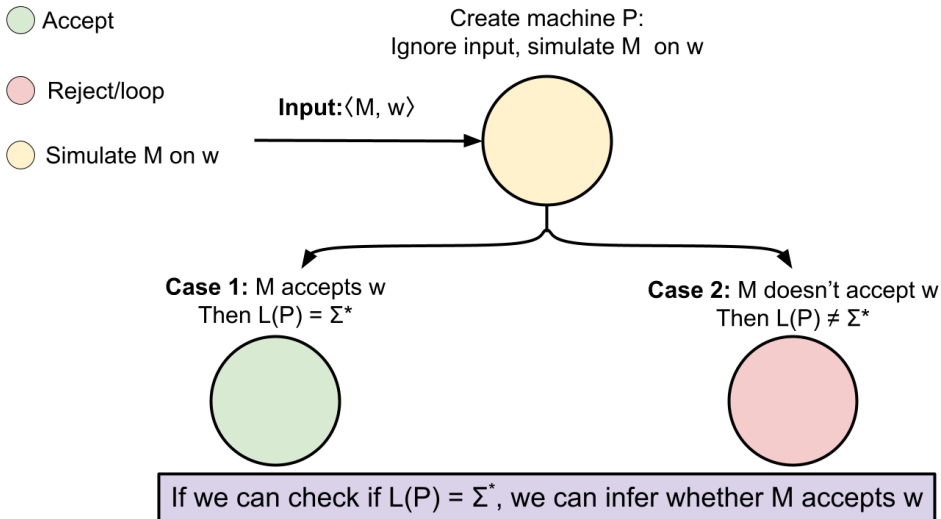 Accept
Reject/loop
Simulate M on w
Create machine P:
Ignore input, simulate M on w
Input:⟨M, w⟩
Case 1: M accepts w
Then L(P) = Σ*
Case 2: M doesn't accept w
Then L(P) ≠ Σ*
If we can check if L(P) = Σ*, we can infer whether M accepts w